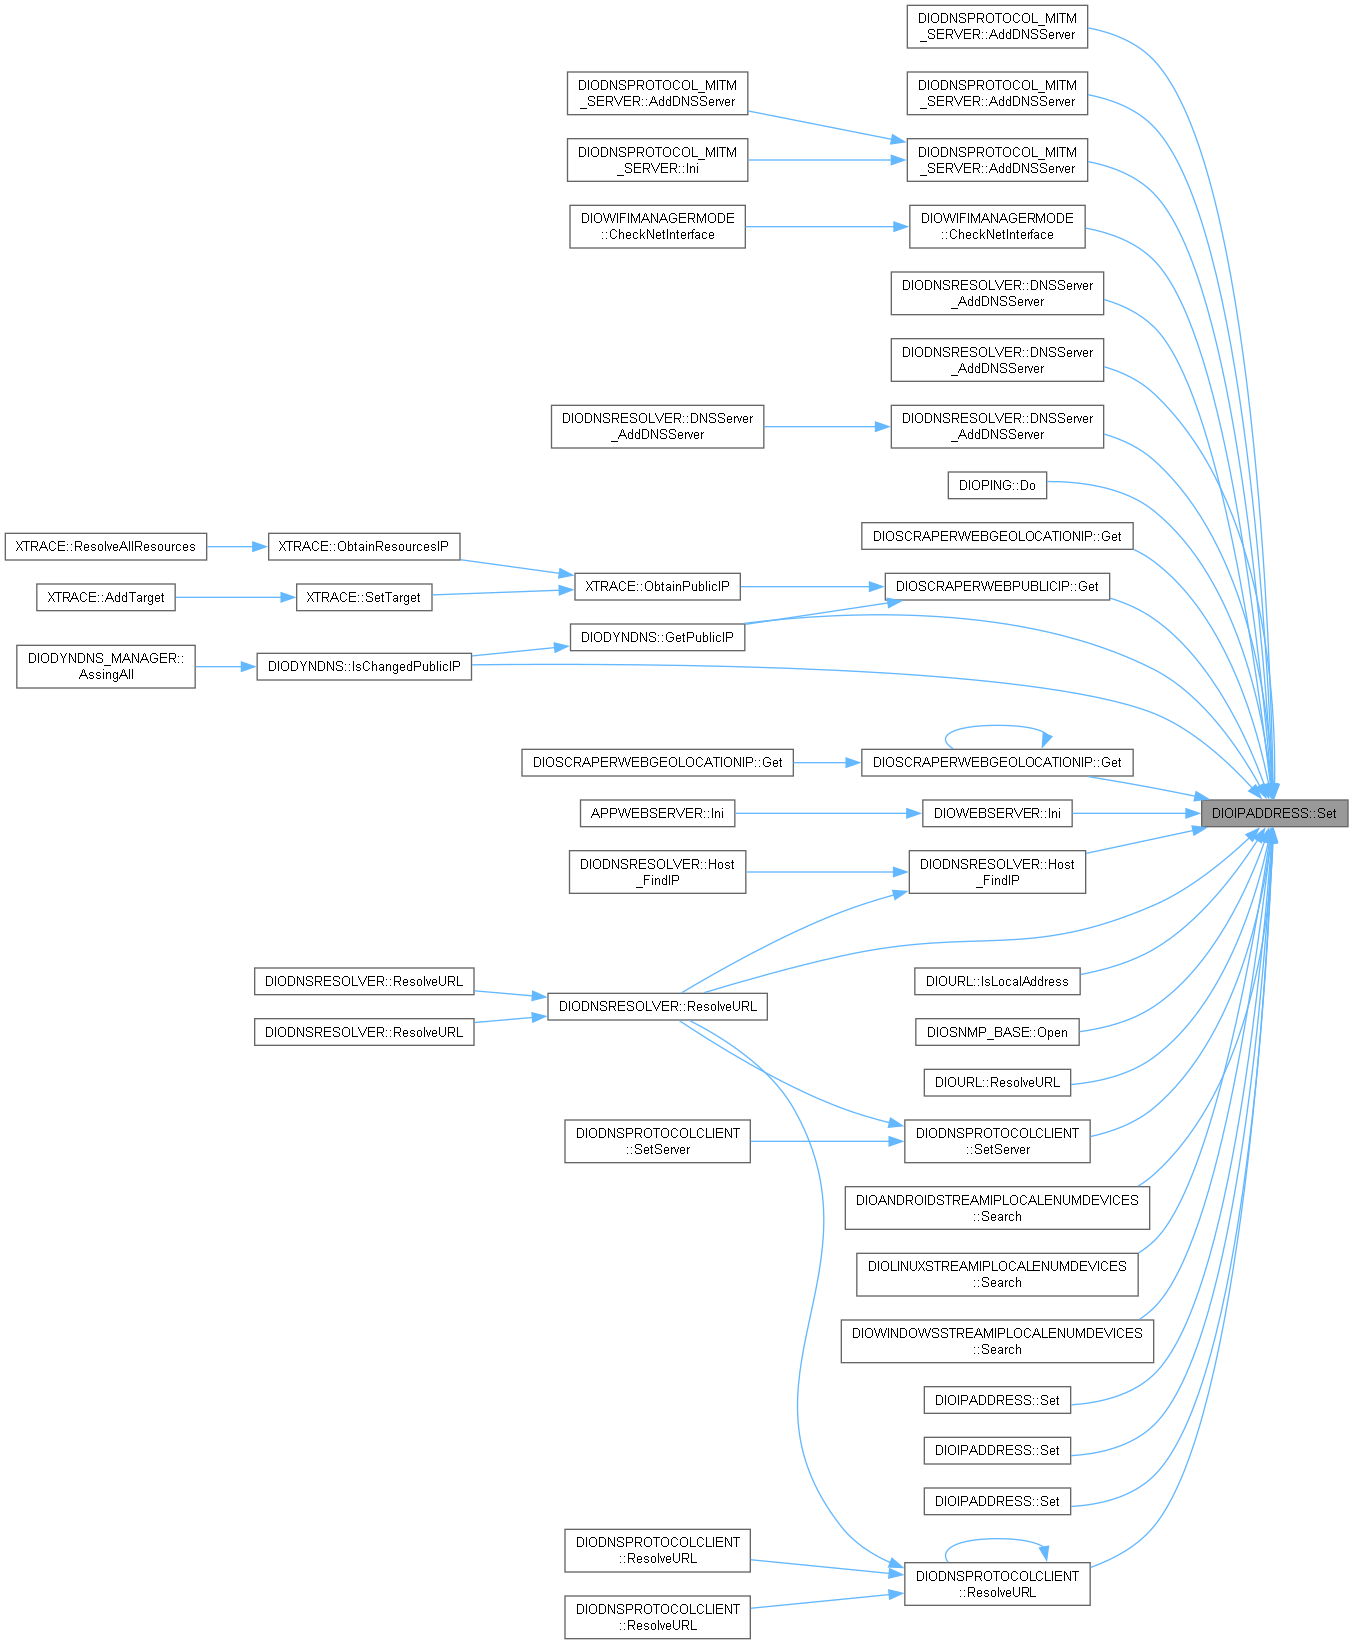 DIODNSPROTOCOL_MITM
_SERVER::AddDNSServer
DIODNSPROTOCOL_MITM
_SERVER::AddDNSServer
DIODNSPROTOCOL_MITM
_SERVER::AddDNSServer
DIODNSPROTOCOL_MITM
_SERVER::Ini
DIODNSPROTOCOL_MITM
_SERVER::AddDNSServer
DIOWIFIMANAGERMODE
::CheckNetInterface
DIOWIFIMANAGERMODE
::CheckNetInterface
DIODNSRESOLVER::DNSServer
_AddDNSServer
DIODNSRESOLVER::DNSServer
_AddDNSServer
DIODNSRESOLVER::DNSServer
_AddDNSServer
DIODNSRESOLVER::DNSServer
_AddDNSServer
DIOPING::Do
DIOSCRAPERWEBGEOLOCATIONIP::Get
XTRACE::ResolveAllResources
XTRACE::ObtainResourcesIP
XTRACE::AddTarget
XTRACE::SetTarget
XTRACE::ObtainPublicIP
DIOSCRAPERWEBPUBLICIP::Get
DIODYNDNS::GetPublicIP
DIODYNDNS_MANAGER::
AssingAll
DIODYNDNS::IsChangedPublicIP
DIOSCRAPERWEBGEOLOCATIONIP::Get
DIOSCRAPERWEBGEOLOCATIONIP::Get
APPWEBSERVER::Ini
DIOWEBSERVER::Ini
DIOIPADDRESS::Set
DIODNSRESOLVER::Host
_FindIP
DIODNSRESOLVER::Host
_FindIP
DIODNSRESOLVER::ResolveURL
DIODNSRESOLVER::ResolveURL
DIODNSRESOLVER::ResolveURL
DIOURL::IsLocalAddress
DIOSNMP_BASE::Open
DIOURL::ResolveURL
DIODNSPROTOCOLCLIENT
::SetServer
DIODNSPROTOCOLCLIENT
::SetServer
DIOANDROIDSTREAMIPLOCALENUMDEVICES
::Search
DIOLINUXSTREAMIPLOCALENUMDEVICES
::Search
DIOWINDOWSSTREAMIPLOCALENUMDEVICES
::Search
DIOIPADDRESS::Set
DIOIPADDRESS::Set
DIOIPADDRESS::Set
DIODNSPROTOCOLCLIENT
::ResolveURL
DIODNSPROTOCOLCLIENT
::ResolveURL
DIODNSPROTOCOLCLIENT
::ResolveURL